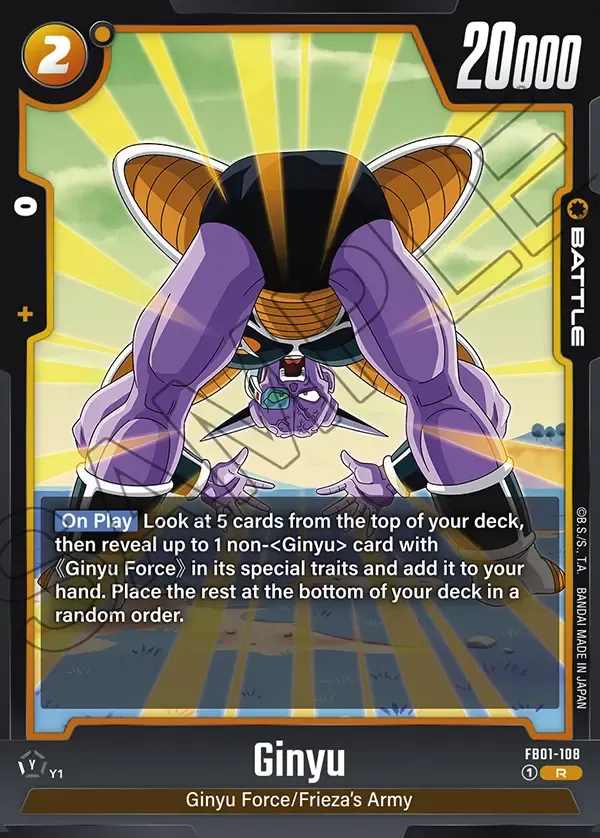 2
20000
0
+
BATTLE
SAMPLE
On Play Look at 5 cards from the top of your deck,
then reveal up to 1 non-<Ginyu> card with
《Ginyu Force》 in its special traits and add it to your
hand. Place the rest at the bottom of your deck in a
random order.
©B.S./S., T.A. BANDAI MADE IN JAPAN
Ginyu
FB01-108
Y Y1
1 R
Ginyu Force/Frieza's Army